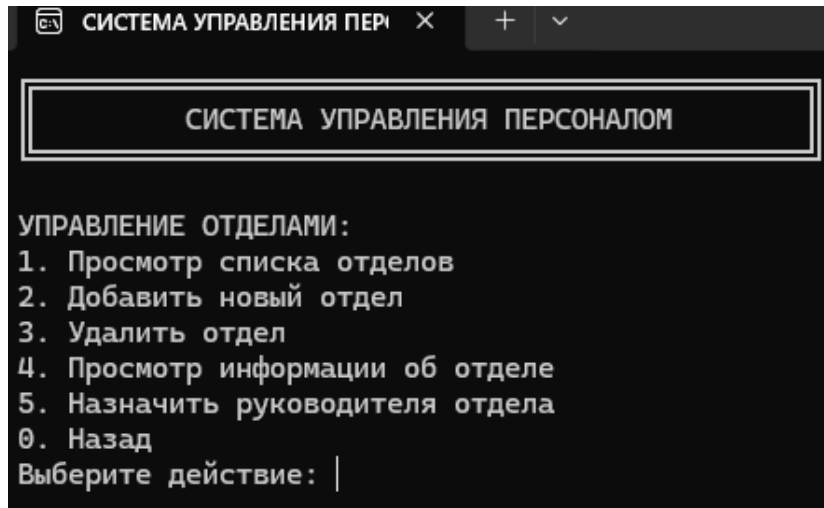 СИСТЕМА УПРАВЛЕНИЯ ПЕР
СИСТЕМА УПРАВЛЕНИЯ ПЕРСОНАЛОМ
УПРАВЛЕНИЕ ОТДЕЛАМИ:
1. Просмотр списка отделов
2. Добавить новый отдел
3. Удалить отдел
4. Просмотр информации об отделе
5. Назначить руководителя отдела
0. Назад
Выберите действие: